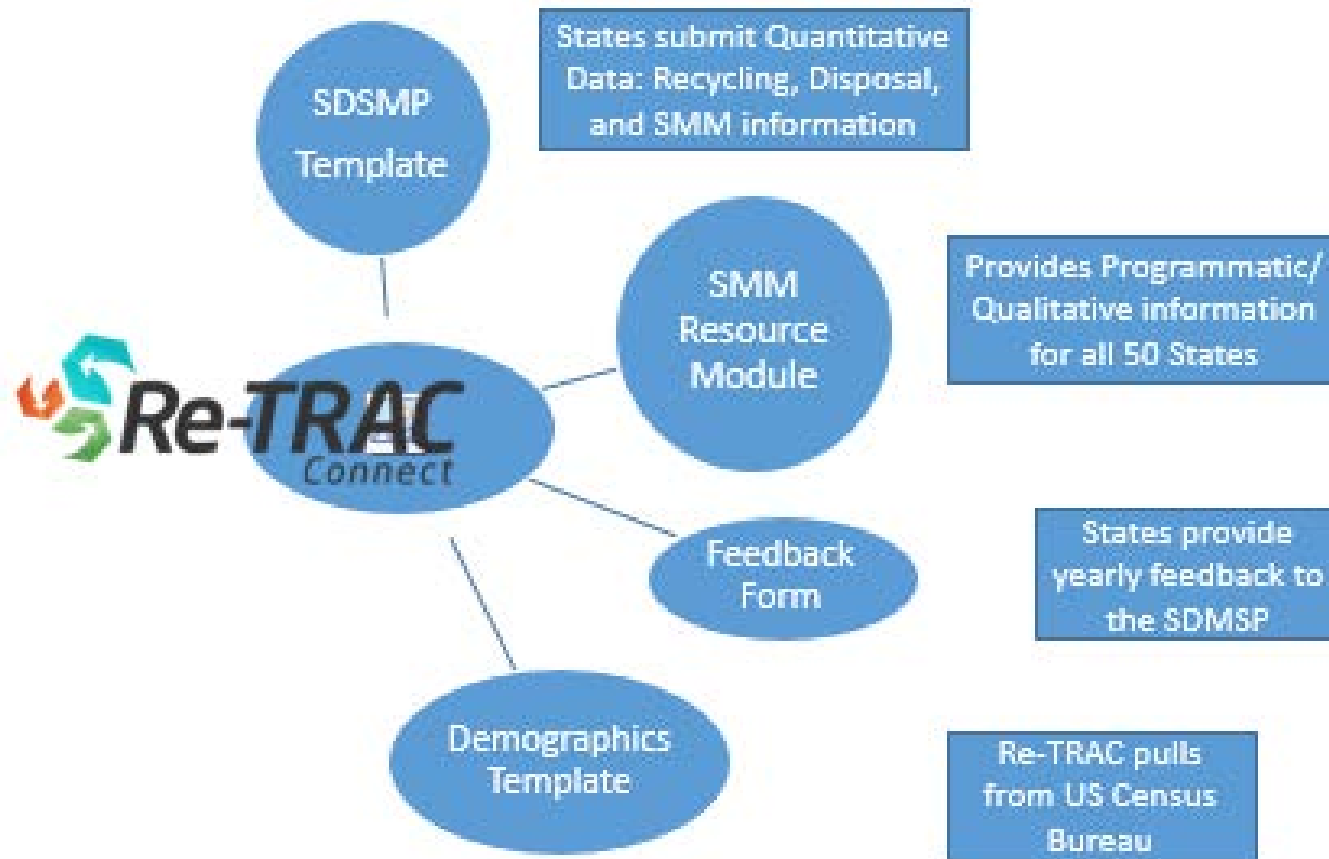 SDSMP
Template
States submit Quantitative
Data: Recycling, Disposal,
and SMM information
SMM
Resource
Module
Provides Programmatic/
Qualitative information
for all 50 States
Re-TRAC
Connect
Feedback
Form
States provide
yearly feedback to
the SDMSP
Demographics
Template
Re-TRAC pulls
from US Census
Bureau